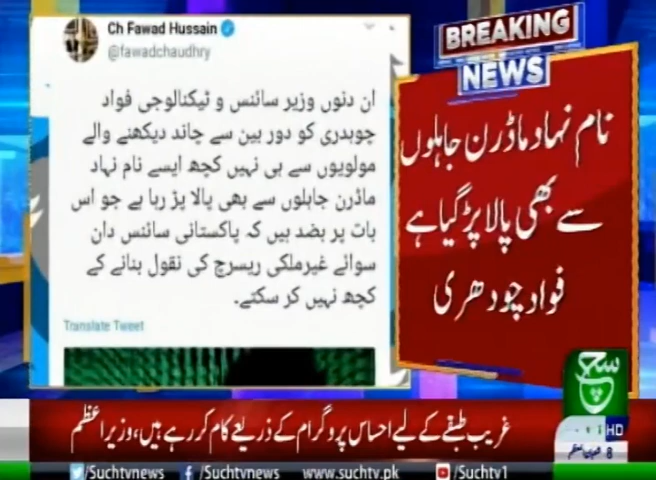 Ch Fawad Hussain
@fawadchaudhry
ان دنوں وزیر سائنس و ٹیکنالوجی فواد
چوہدری کو دور بین سے چاند دیکھنے والے
مولویوں سے ہی نہیں کچھ ایسے نام نہاد
ماڈرن جاہلوں سے بھی پالا پڑ رہا ہے جو اس
بات پر بضد ہیں کہ پاکستانی سائنس دان
سوائے غیرملکی ریسرچ کی نقول بنانے کے
کچھ نہیں کر سکتے۔
Translate Tweet
BREAKING
NEWS
نام نہاد ماڈرن جاہلوں
سے بھی پالا پڑ گیا ہے
فواد چودھری
سچ
HD
غریب طبقے کے لیے احساس پروگرام کے ذریعے کام کر رہے ہیں، وزیراعظم
/Suchtvnews
/Suchtvnews
www.suchtv.pk
/Suchtv1